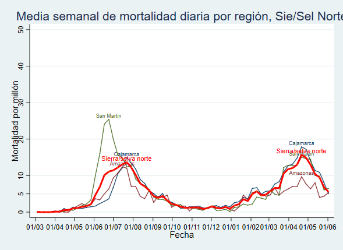 Media semanal de mortalidad diaria por región, Sie/Sel Norte
Mortalidad por millón
50
40
30
20
10
0
San Martín
Cajamarca
Sierra/selva norte
Amazonas
Cajamarca
Sierra/selva norte
Amazonas
01/03 01/04 01/05 01/06 01/07 01/08 01/09 01/10 01/11 01/12 01/01 01/02 01/03 01/04 01/05 01/06
Fecha